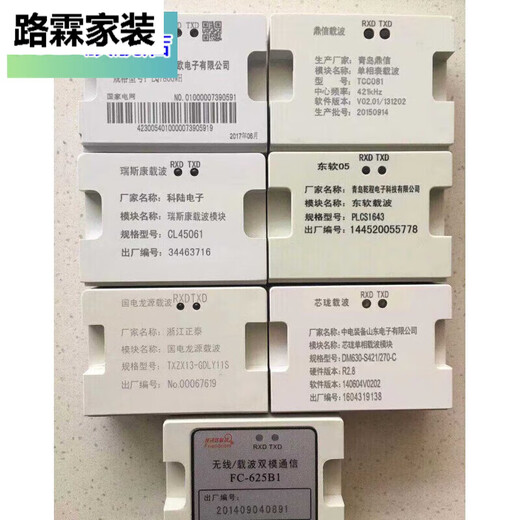 路霖家装
店
RXD TXD
电子有限公司
规格型号:
国家电网
NO.01000007390591
4230054010000073905919
2017年06月
鼎信载波
RXD TXD
生产厂家: 青岛鼎信
模块名称: 单相表载波
型号: TCC081
中心频率: 421kHz
软件版本: V02.01/131202
生产批号: 20150914
瑞斯康载波
RXD TXD
厂家名称: 科陆电子
模块名称: 瑞斯康载波模块
规格型号: CL45061
出厂编号: 34463716
东软05
RXD TXD
厂家名称: 青岛乾程电子科技有限公司
模块名称: 东软载波
规格型号: PLCS1643
出厂编号: 144520055778
国电龙源载波
RXDTXD
厂家名称: 浙江正泰
模块名称: 国电龙源载波
规格型号: TXZX13-GDLY11S
出厂编号: No.00067619
芯珑载波
RXD TXD
厂家名称: 中电装备山东电子有限公司
模块名称: 芯珑单相载波模块
规格型号: DM630-S421/270-C
硬件版本: R2.8
软件版本: 140604V0202
出厂编号: 1604319138
RXD TXD
无线/载波双模通信
FC-625B1
出厂编号:
201409040891